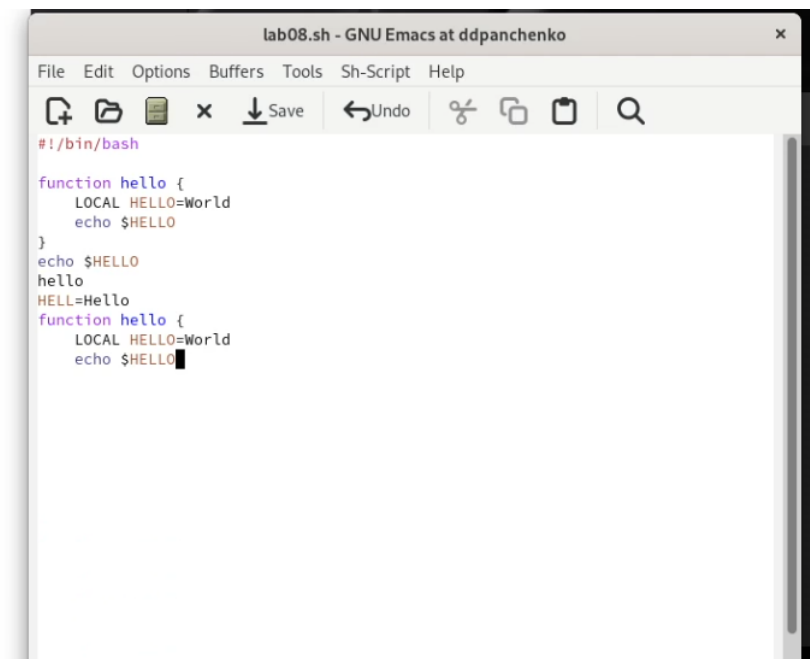 lab08.sh - GNU Emacs at ddpanchenko
File Edit Options Buffers Tools Sh-Script Help
Save Undo
#!/bin/bash
function hello {
    LOCAL HELLO=World
    echo $HELLO
}
echo $HELLO
hello
HELL=Hello
function hello {
    LOCAL HELLO=World
    echo $HELLO